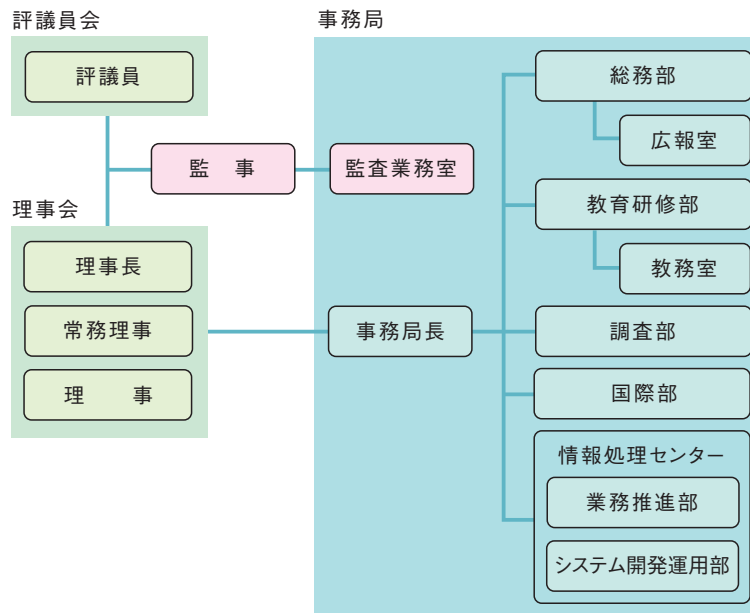 評議員会
評議員
監　事
理事会
理事長
常務理事
理　事
事務局
監査業務室
事務局長
総務部
広報室
教育研修部
教務室
調査部
国際部
情報処理センター
業務推進部
システム開発運用部